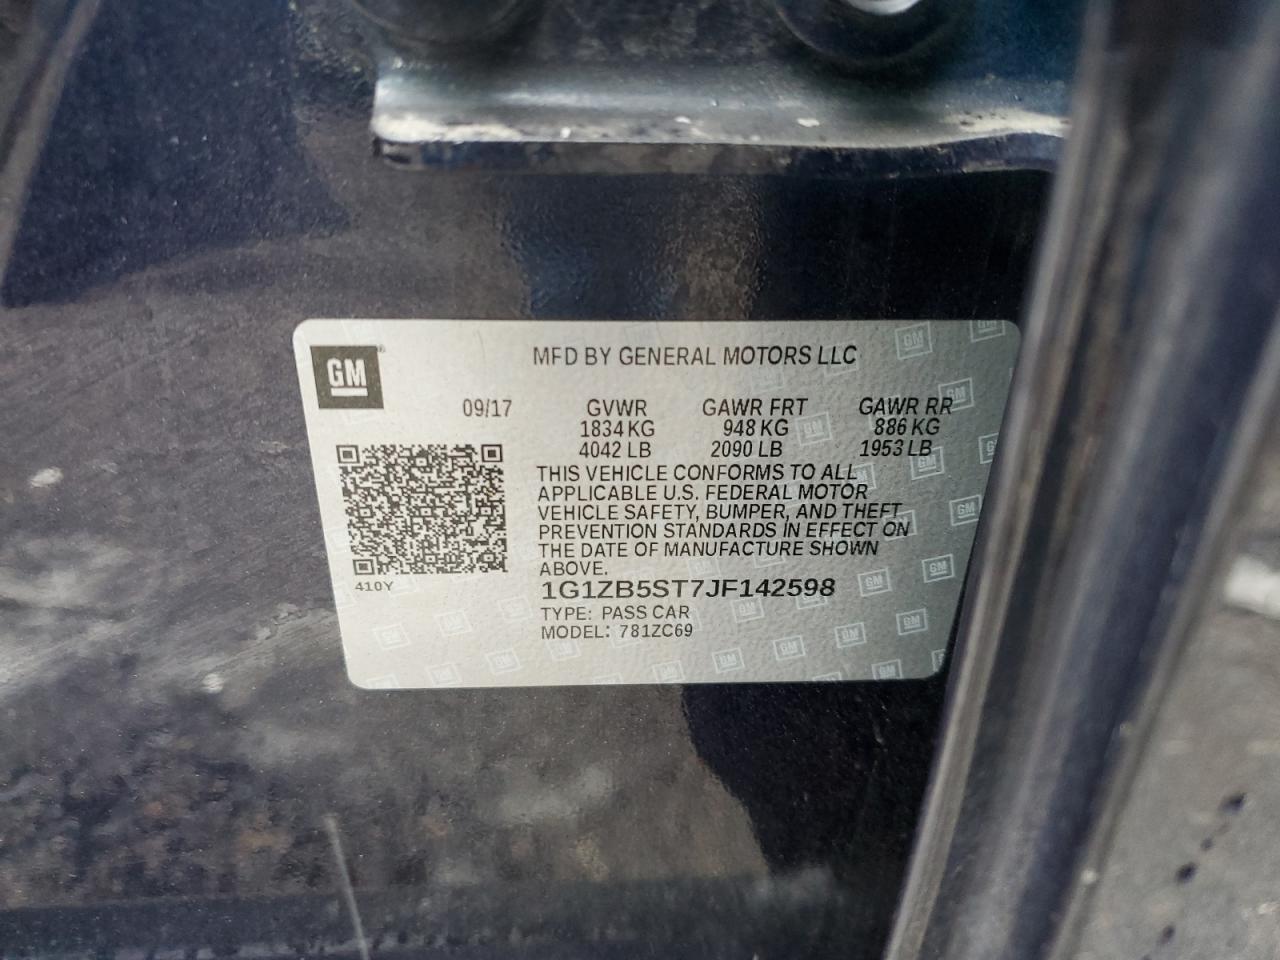 GM
MFD BY GENERAL MOTORS LLC
09/17 GVWR GAWR FRT GAWR RR
1834 KG 948 KG 886 KG
4042 LB 2090 LB 1953 LB
THIS VEHICLE CONFORMS TO ALL
APPLICABLE U.S. FEDERAL MOTOR
VEHICLE SAFETY, BUMPER, AND THEFT
PREVENTION STANDARDS IN EFFECT ON
THE DATE OF MANUFACTURE SHOWN
ABOVE.
410Y
1G1ZB5ST7JF142598
TYPE: PASS CAR
MODEL: 781ZC69